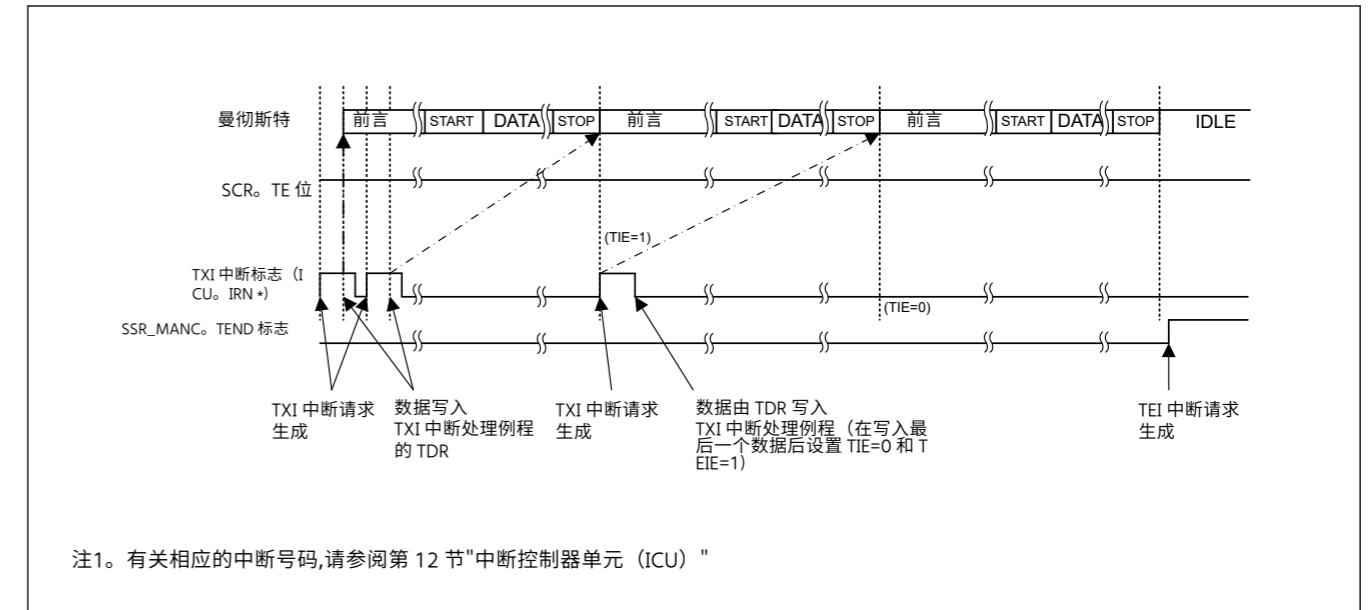 曼彻斯特
前言 START DATA STOP 前言 START DATA STOP 前言 START DATA STOP IDLE
SCR。TE 位
(TIE=1)
TXI 中断标志（I
CU。IRN *）
(TIE=0)
SSR_MANC。TEND 标志
TXI 中断请求
生成
数据写入
TXI 中断处理例程
的 TDR
TXI 中断请求
生成
数据由 TDR 写入
TXI 中断处理例程（在写入最
后一个数据后设置 TIE=0 和 T
EIE=1）
TEI 中断请求
生成
注1。有关相应的中断号码,请参阅第 12 节"中断控制器单元（ICU）"